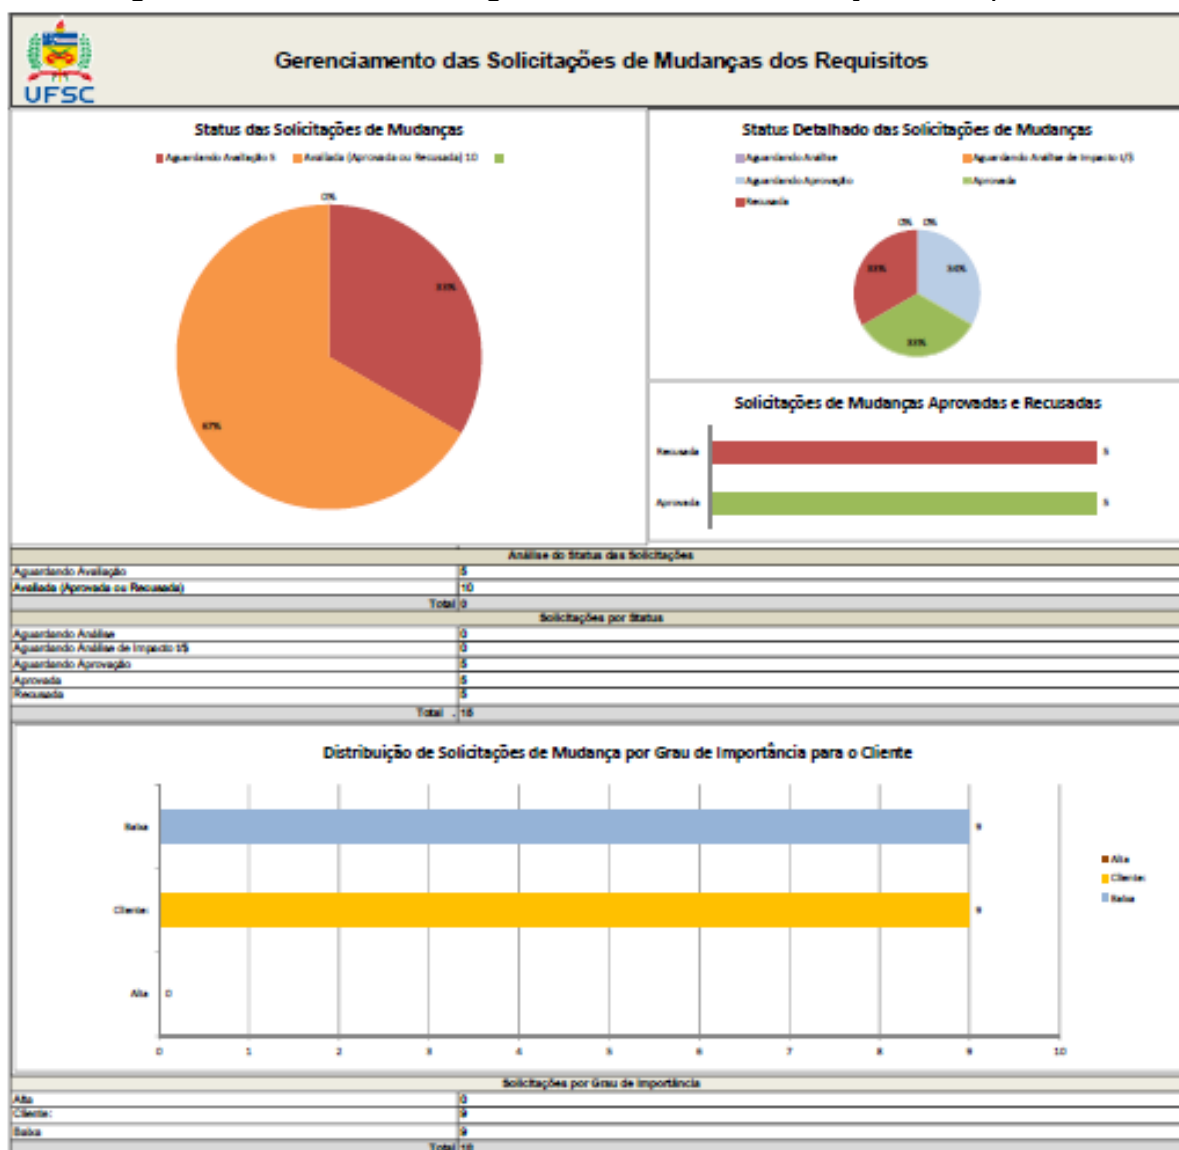 UFSC
Gerenciamento das Solicitações de Mudanças dos Requisitos
Status das Solicitações de Mudanças
Aguardando Avaliação 5 Avaliada (Aprovada ou Recusada) 10
0%
33%
67%
Status Detalhado das Solicitações de Mudanças
Aguardando Análise Aguardando Análise de Impacto t/$
Aguardando Aprovação Aprovada
Recusada
0% 0%
33% 34%
33%
Solicitações de Mudanças Aprovadas e Recusadas
Recusada 5
Aprovada 5
Análise do Status das Solicitações
Aguardando Avaliação 5
Avaliada (Aprovada ou Recusada) 10
Total 0
Solicitações por Status
Aguardando Análise 0
Aguardando Análise de Impacto t/$ 0
Aguardando Aprovação 5
Aprovada 5
Recusada 5
Total
Distribuição de Solicitações de Mudança por Grau de Importância para o Cliente
Baixa 9
Cliente: 9
Alta 0
0 1 2 3 4 5 6 7 8 9 10
Alta
Cliente:
Baixa
Solicitações por Grau de Importância
Alta 0
Cliente: 9
Baixa 9
Total